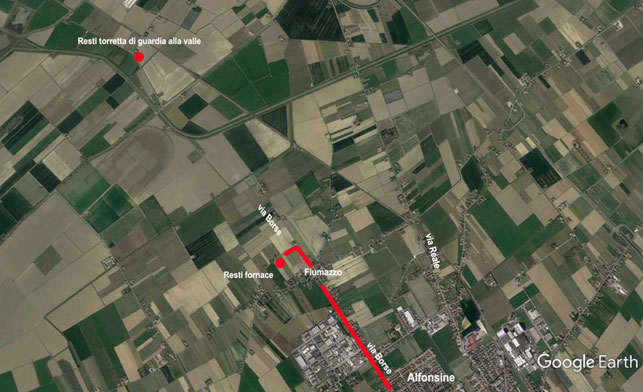 Resti torretta di guardia alla valle
via Borse
via Reale
Resti fornace
Fiumazzo
via Borse
Alfonsine
Google Earth